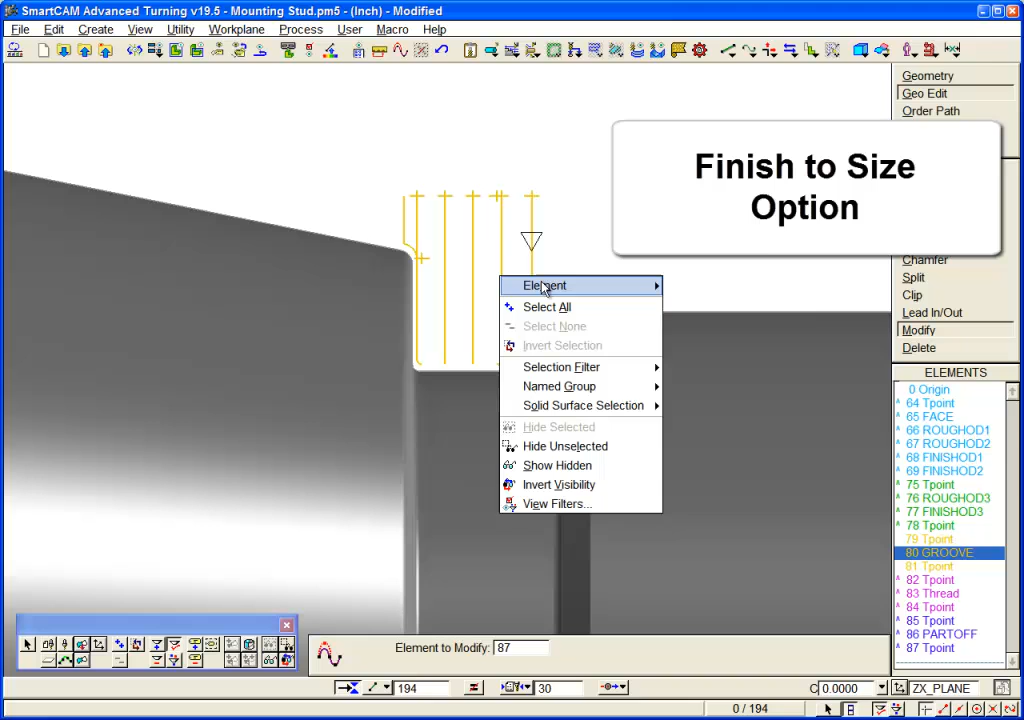 SmartCAM Advanced Turning v19.5 - Mounting Stud.pm5 - (Inch) - Modified
File Edit Create View Utility Workplane Process User Macro Help
Geometry
Geo Edit
Order Path
Finish to Size
Option
Chamfer
Split
Clip
Lead In/Out
Modify
Delete
Element
Select All
Select None
Invert Selection
Selection Filter
Named Group
Solid Surface Selection
Hide Selected
Hide Unselected
Show Hidden
Invert Visibility
View Filters...
ELEMENTS
0 Origin
64 Tpoint
65 FACE
66 ROUGHOD1
67 ROUGHOD2
68 FINISHOD1
69 FINISHOD2
75 Tpoint
76 ROUGHOD3
77 FINISHOD3
78 Tpoint
79 Tpoint
80 GROOVE
81 Tpoint
82 Tpoint
83 Thread
84 Tpoint
85 Tpoint
86 PARTOFF
87 Tpoint
Element to Modify: 87
194
30
C 0.0000
ZX_PLANE
0 / 194